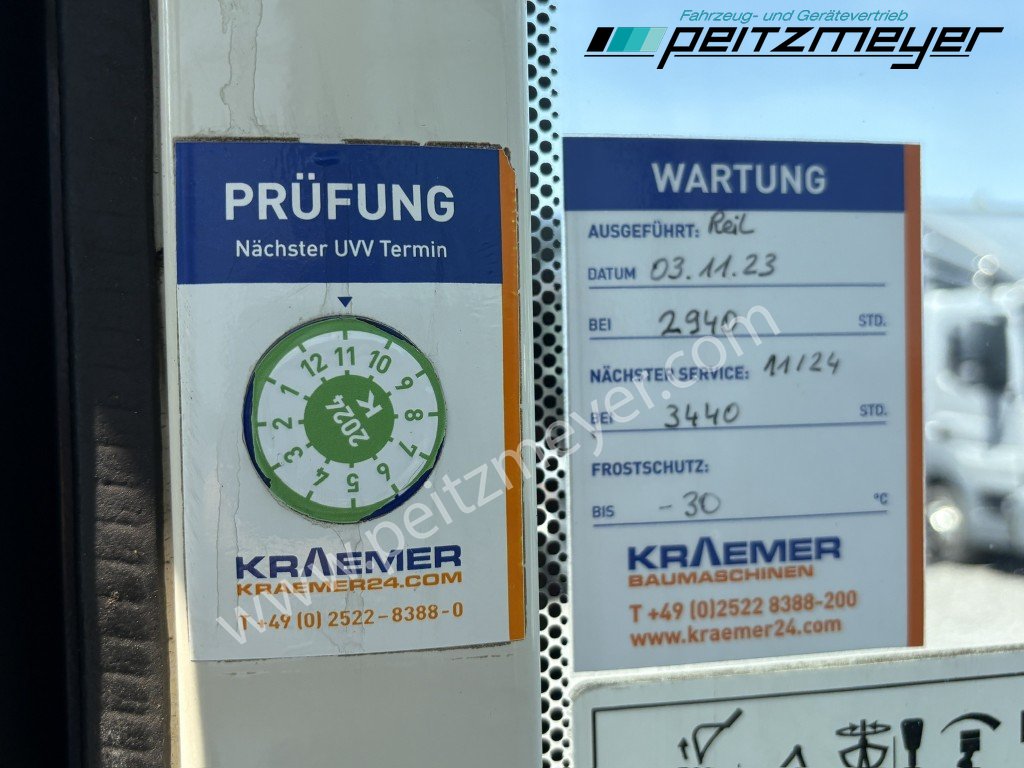 Fahrzeug- und Gerätevertrieb
peitzmeyer
PRÜFUNG
Nächster UVV Termin
12 11 10 9 8 7 6 5 4 3 2 1
2024
K
KRAEMER
KRAEMER24.COM
T +49 (0) 2522-8388-0
WARTUNG
AUSGEFÜHRT: Reil
DATUM 03.11.23
BEI 2940 STD.
NÄCHSTER SERVICE: 11/24
BEI 3440 STD.
FROSTSCHUTZ:
BIS -30 °C
KRAEMER
BAUMASCHINEN
T +49 (0)2522 8388-200
www.kraemer24.com
www.peitzmeyer.com